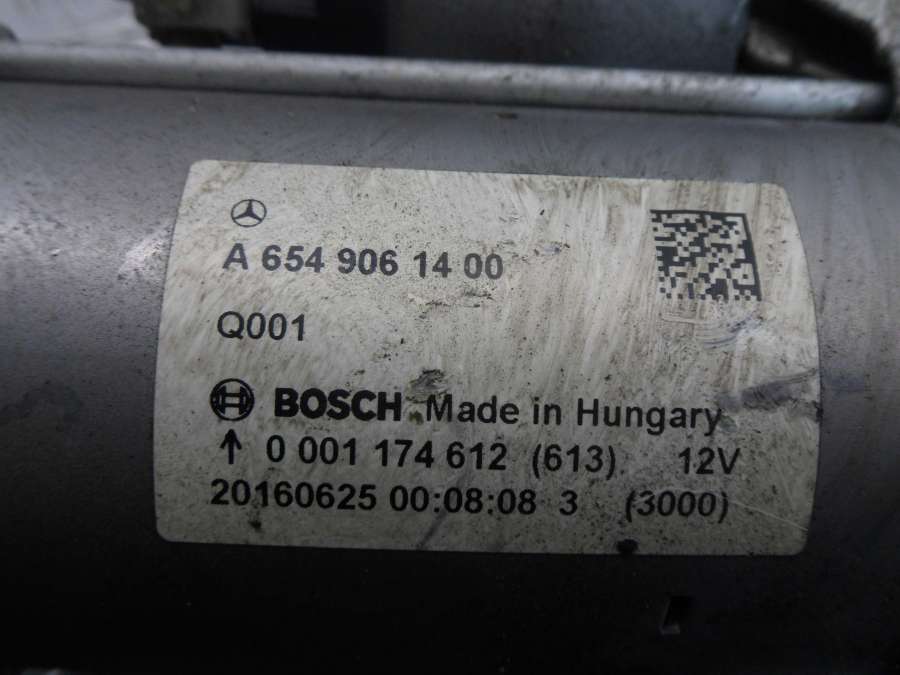 A 654 906 14 00
Q001
BOSCH Made in Hungary
↑ 0 001 174 612 (613) 12V
20160625 00:08:08 3 (3000)